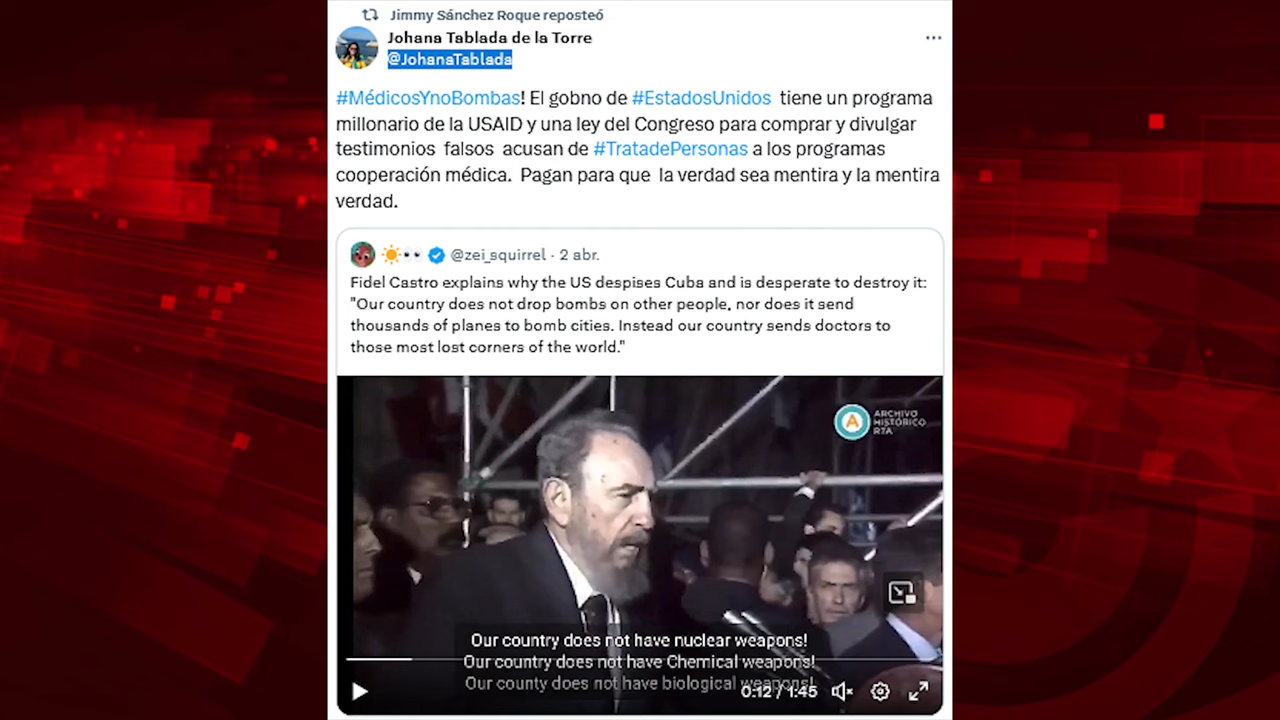 Jimmy Sánchez Roque reposteó
Johana Tablada de la Torre
@JohanaTablada
#MédicosYnoBombas! El gobno de #EstadosUnidos tiene un programa
millonario de la USAID y una ley del Congreso para comprar y divulgar
testimonios falsos acusan de #TratadePersonas a los programas
cooperación médica. Pagan para que la verdad sea mentira y la mentira
verdad.
@zei_squirrel · 2 abr.
Fidel Castro explains why the US despises Cuba and is desperate to destroy it:
"Our country does not drop bombs on other people, nor does it send
thousands of planes to bomb cities. Instead our country sends doctors to
those most lost corners of the world."
A ARCHIVO
HISTÓRICO
RTA
Our country does not have nuclear weapons!
Our country does not have Chemical weapons!
Our county does not have biological weapons!
0:12 / 1:45